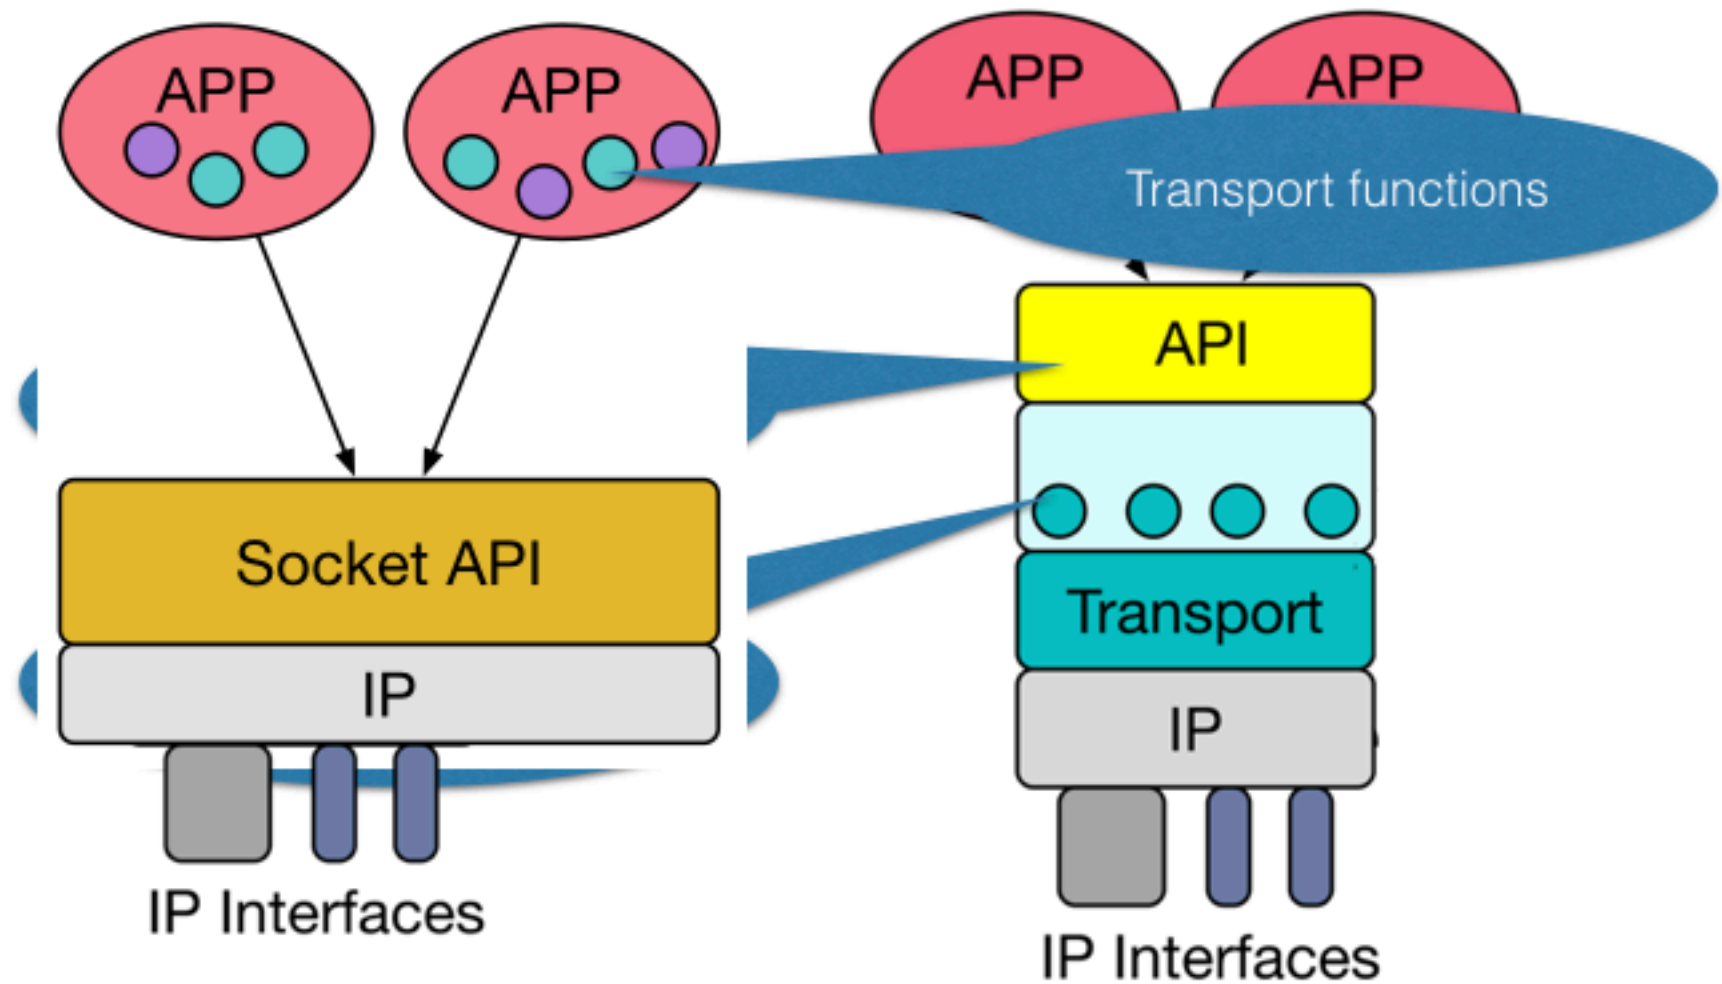 APP
APP
APP
APP
Transport functions
API
Socket API
Transport
IP
IP
IP Interfaces
IP Interfaces